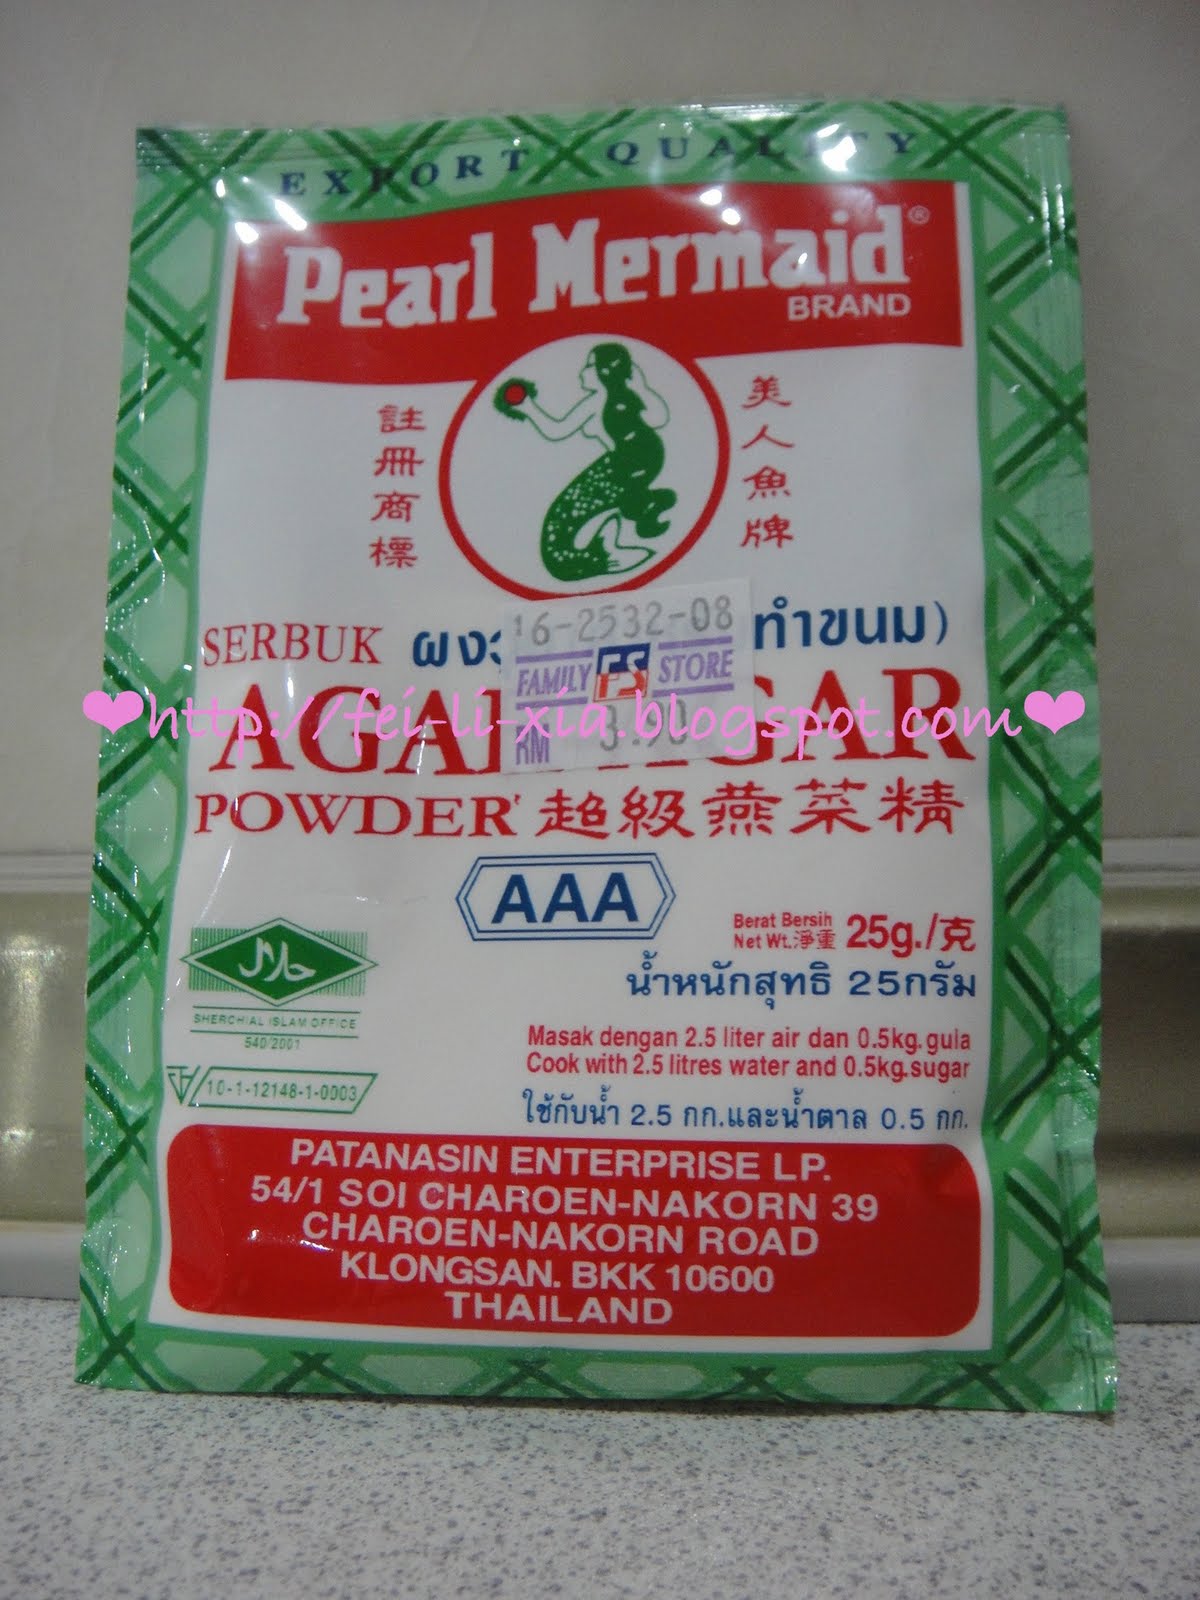 EXPORT QUALITY
Pearl Mermaid®
BRAND
註冊商標
美人魚牌
SERBUK ทำขนม)
16-2532-08
FAMILY FS STORE
RM 3.90
http://fei-li-xia.blogspot.com
AGAR
POWDER 超級燕菜精
AAA
Berat Bersih
Net Wt.淨重 25g./克
น้ำหนักสุทธิ 25กรัม
حلال
SHEIKHUL ISLAM OFFICE
540/2001
10-1-12148-1-0003
Masak dengan 2.5 liter air dan 0.5kg. gula
Cook with 2.5 litres water and 0.5kg.sugar
ใช้กับน้ำ 2.5 กก.และน้ำตาล 0.5 กก.
PATANASIN ENTERPRISE LP.
54/1 SOI CHAROEN-NAKORN 39
CHAROEN-NAKORN ROAD
KLONGSAN. BKK 10600
THAILAND